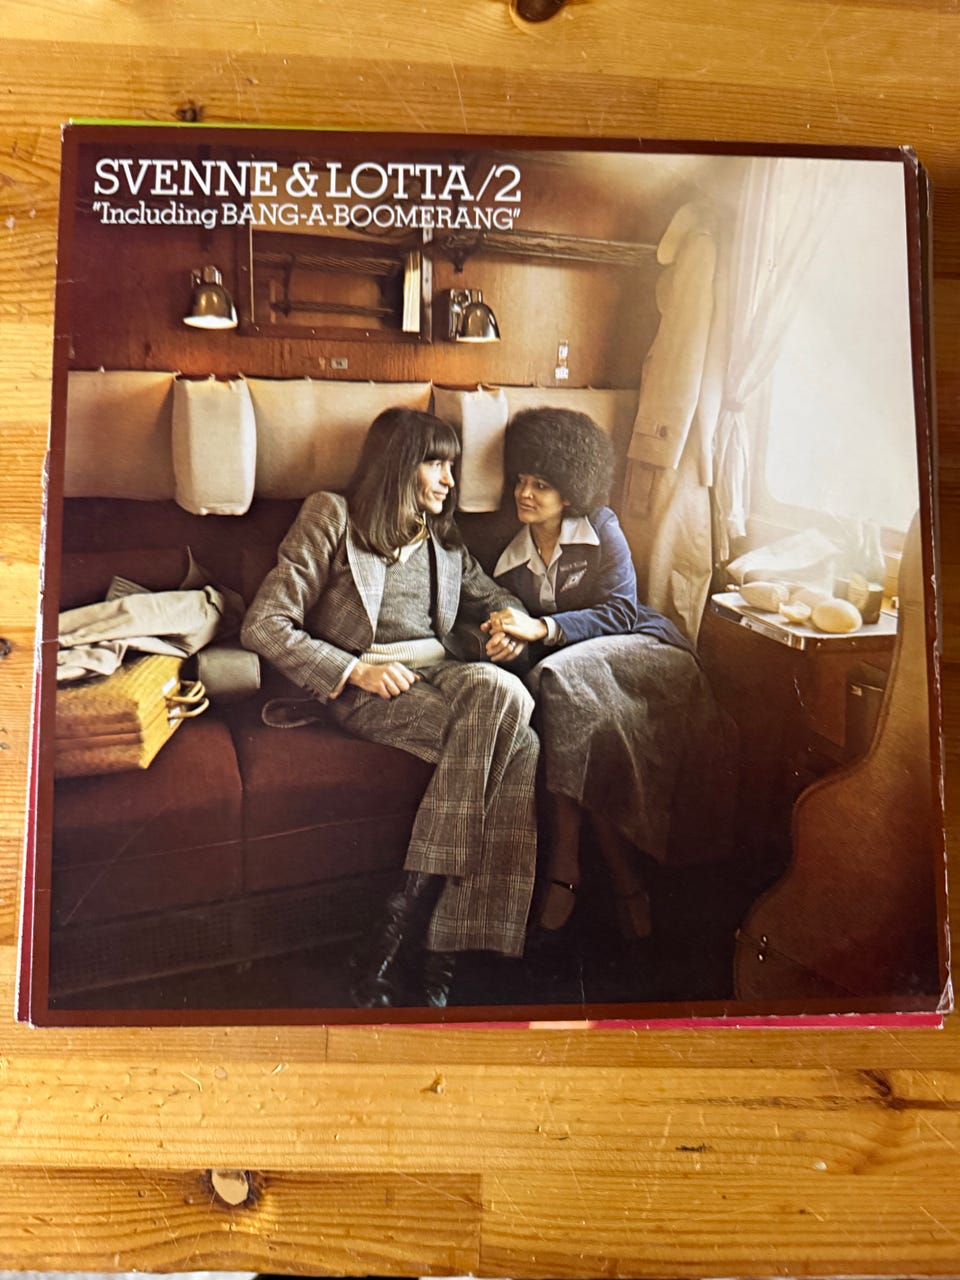 SVENNE & LOTTA/2
"Including BANG-A-BOOMERANG"